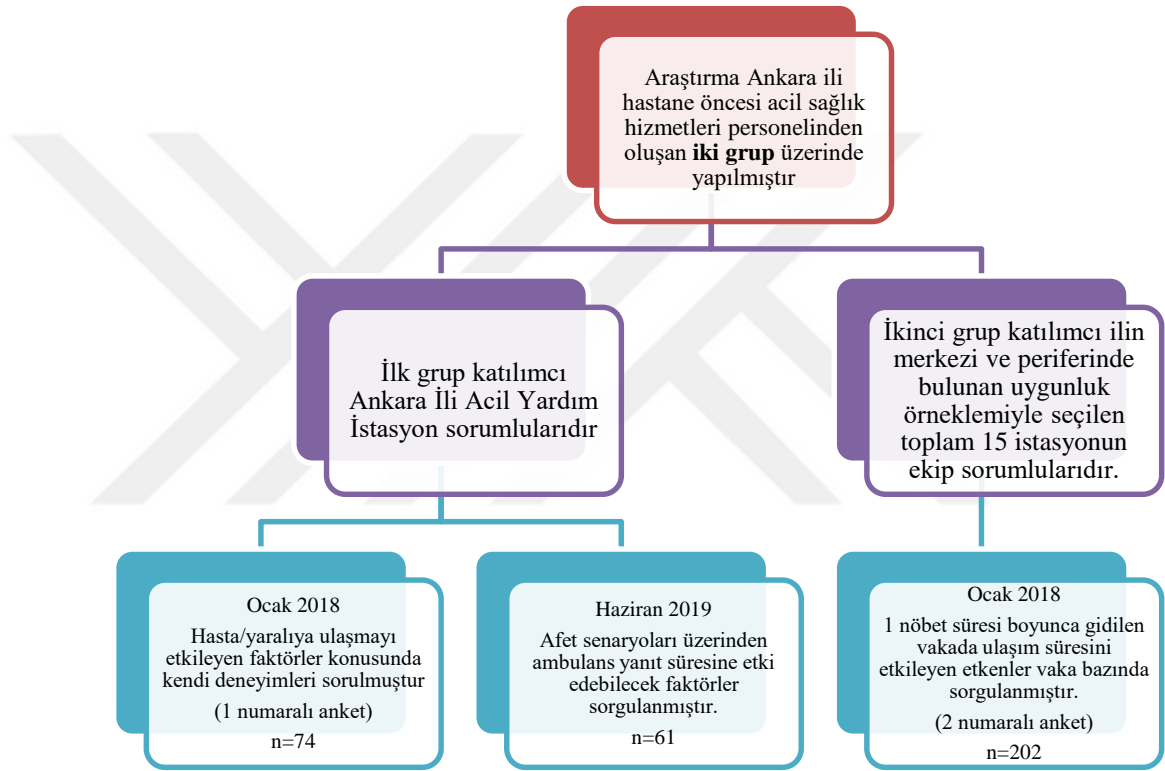 Araştırma Ankara ili
hastane öncesi acil sağlık
hizmetleri personelinden
oluşan iki grup üzerinde
yapılmıştır
İlk grup katılımcı
Ankara İli Acil Yardım
İstasyon sorumlularıdır
İkinci grup katılımcı ilin
merkezi ve periferinde
bulunan uygunluk
örneklemiyle seçilen
toplam 15 istasyonun
ekip sorumlularıdır.
Ocak 2018
Hasta/yaralıya ulaşmayı
etkileyen faktörler konusunda
kendi deneyimleri sorulmuştur
(1 numaralı anket)
n=74
Haziran 2019
Afet senaryoları üzerinden
ambulans yanıt süresine etki
edebilecek faktörler
sorgulanmıştır.
n=61
Ocak 2018
1 nöbet süresi boyunca gidilen
vakada ulaşım süresini
etkileyen etkenler vaka bazında
sorgulanmıştır.
(2 numaralı anket)
n=202